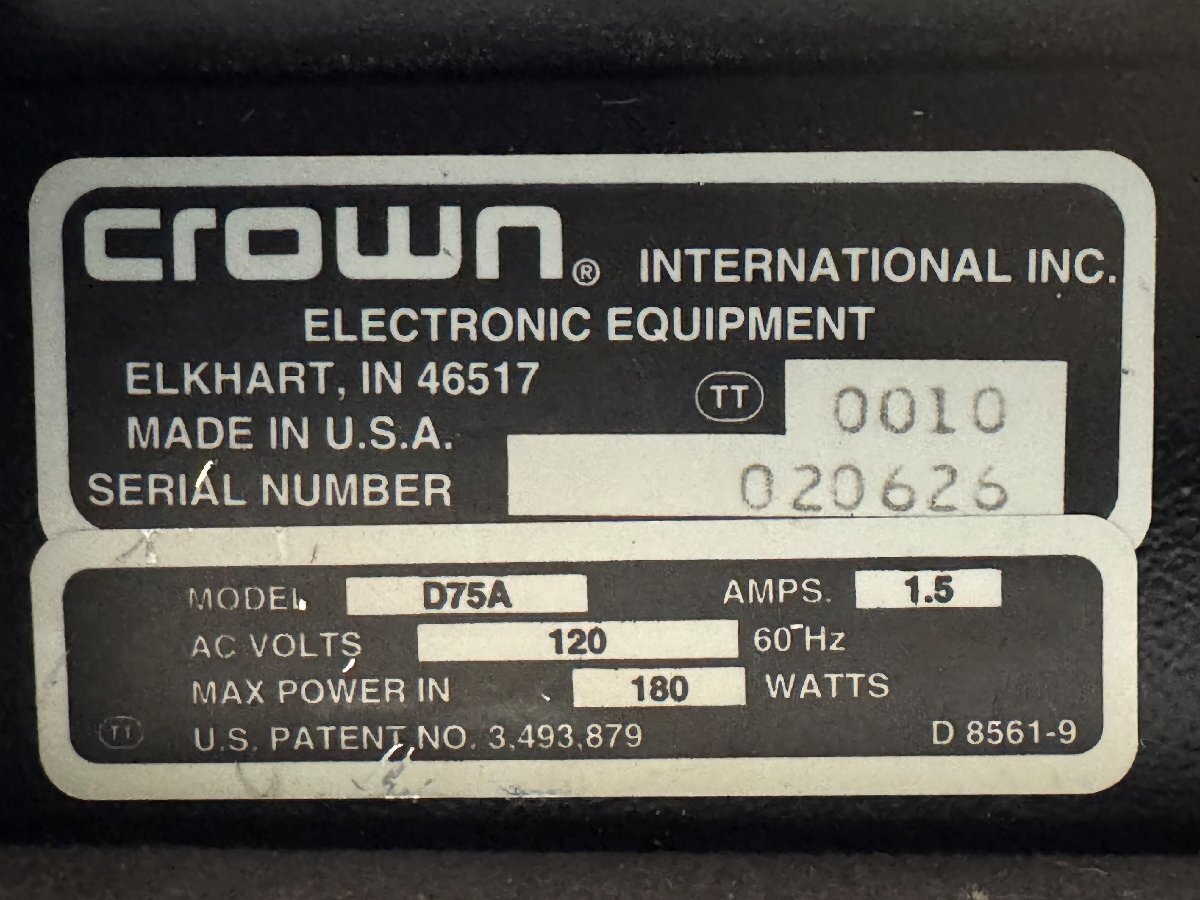 crown® INTERNATIONAL INC.
ELECTRONIC EQUIPMENT
ELKHART, IN 46517 TT 0010
MADE IN U.S.A.
SERIAL NUMBER 020626
MODEL D75A AMPS. 1.5
AC VOLTS 120 60 Hz
MAX POWER IN 180 WATTS
TT U.S. PATENT NO. 3,493,879 D 8561-9